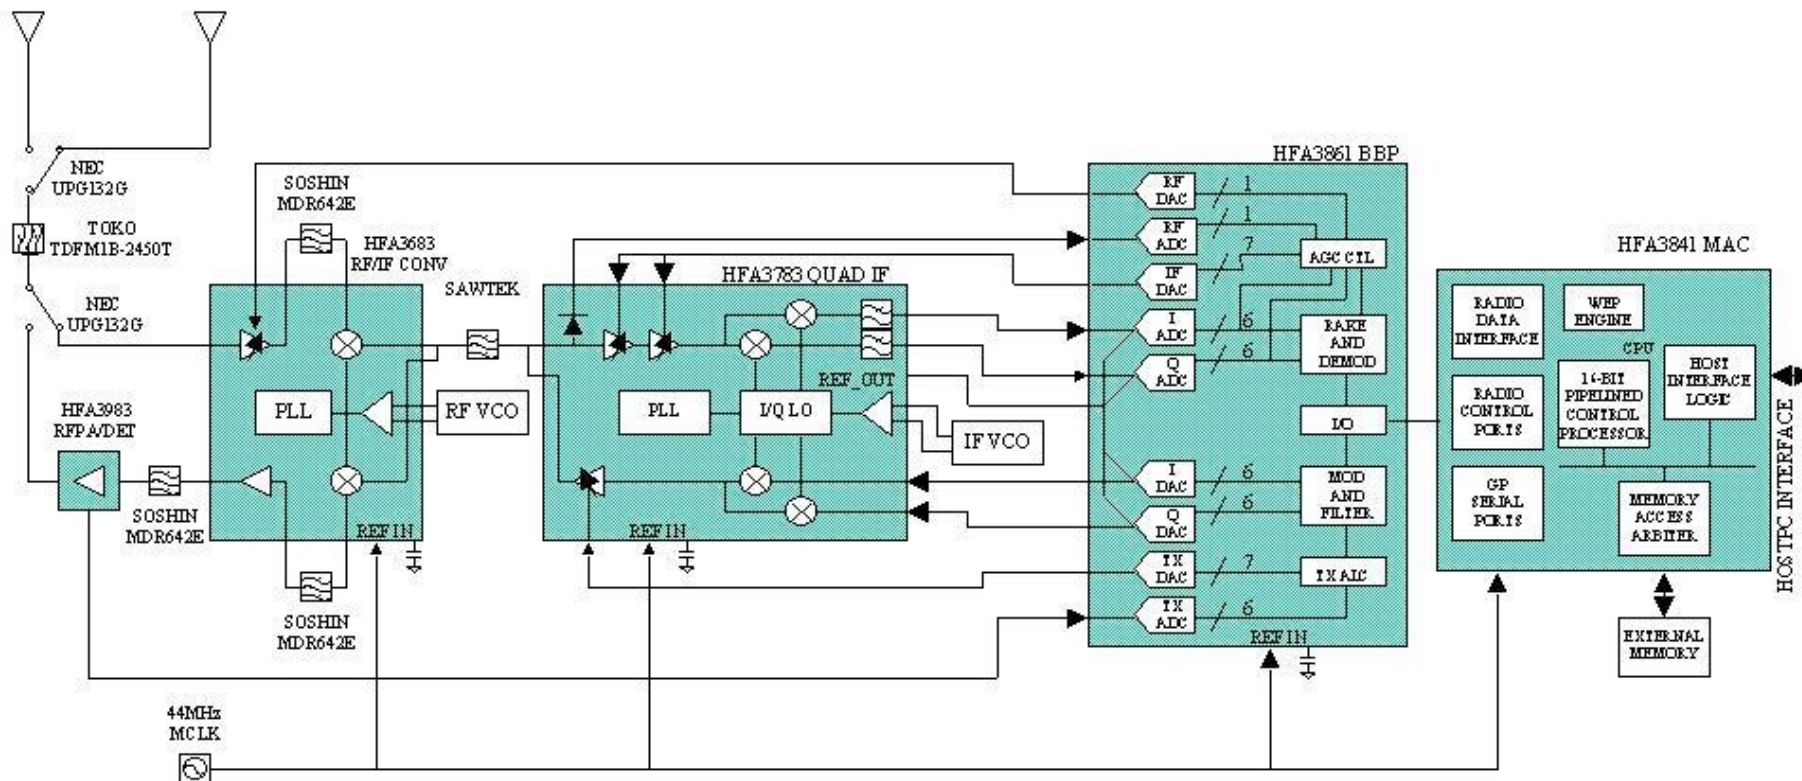 NEC
UPG132G
TOKO
TDFM1B-2450T
NEC
UPG132G
HFA3983
RFPA/DET
SOSHIN
MDR642E
SOSHIN
MDR642E
HFA3683
RF/IF CONV
PLL
RF VCO
REF IN
SOSHIN
MDR642E
SAWTEK
HFA3783 QUAD IF
REF_OUT
PLL
I/Q LO
IF VCO
REF IN
HFA3861 BBP
RF
DAC
1
RF
ADC
1
IF
DAC
7
AGC CTL
I
ADC
6
Q
ADC
6
RAKE
AND
DEMOD
I/O
I
DAC
6
Q
DAC
6
MOD
AND
FILTER
TX
DAC
7
TX ALC
TX
ADC
6
REF IN
HFA3841 MAC
RADIO
DATA
INTERFACE
WEP
ENGINE
CPU
16-BIT
PIPELINED
CONTROL
PROCESSOR
HOST
INTERFACE
LOGIC
RADIO
CONTROL
PORTS
GP
SERIAL
PORTS
MEMORY
ACCESS
ARBITER
HOSTPC INTERFACE
EXTERNAL
MEMORY
44MHz
MCLK